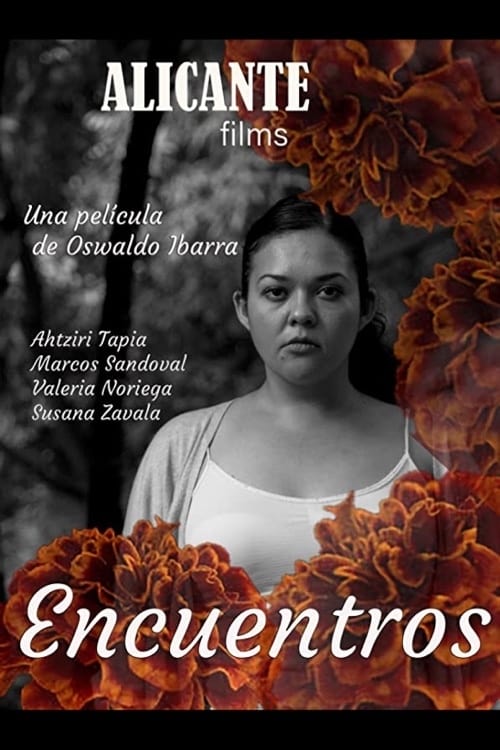 ALICANTE
films
Una película
de Oswaldo Ibarra
Ahtziri Tapia
Marcos Sandoval
Valeria Noriega
Susana Zavala
Encuentros